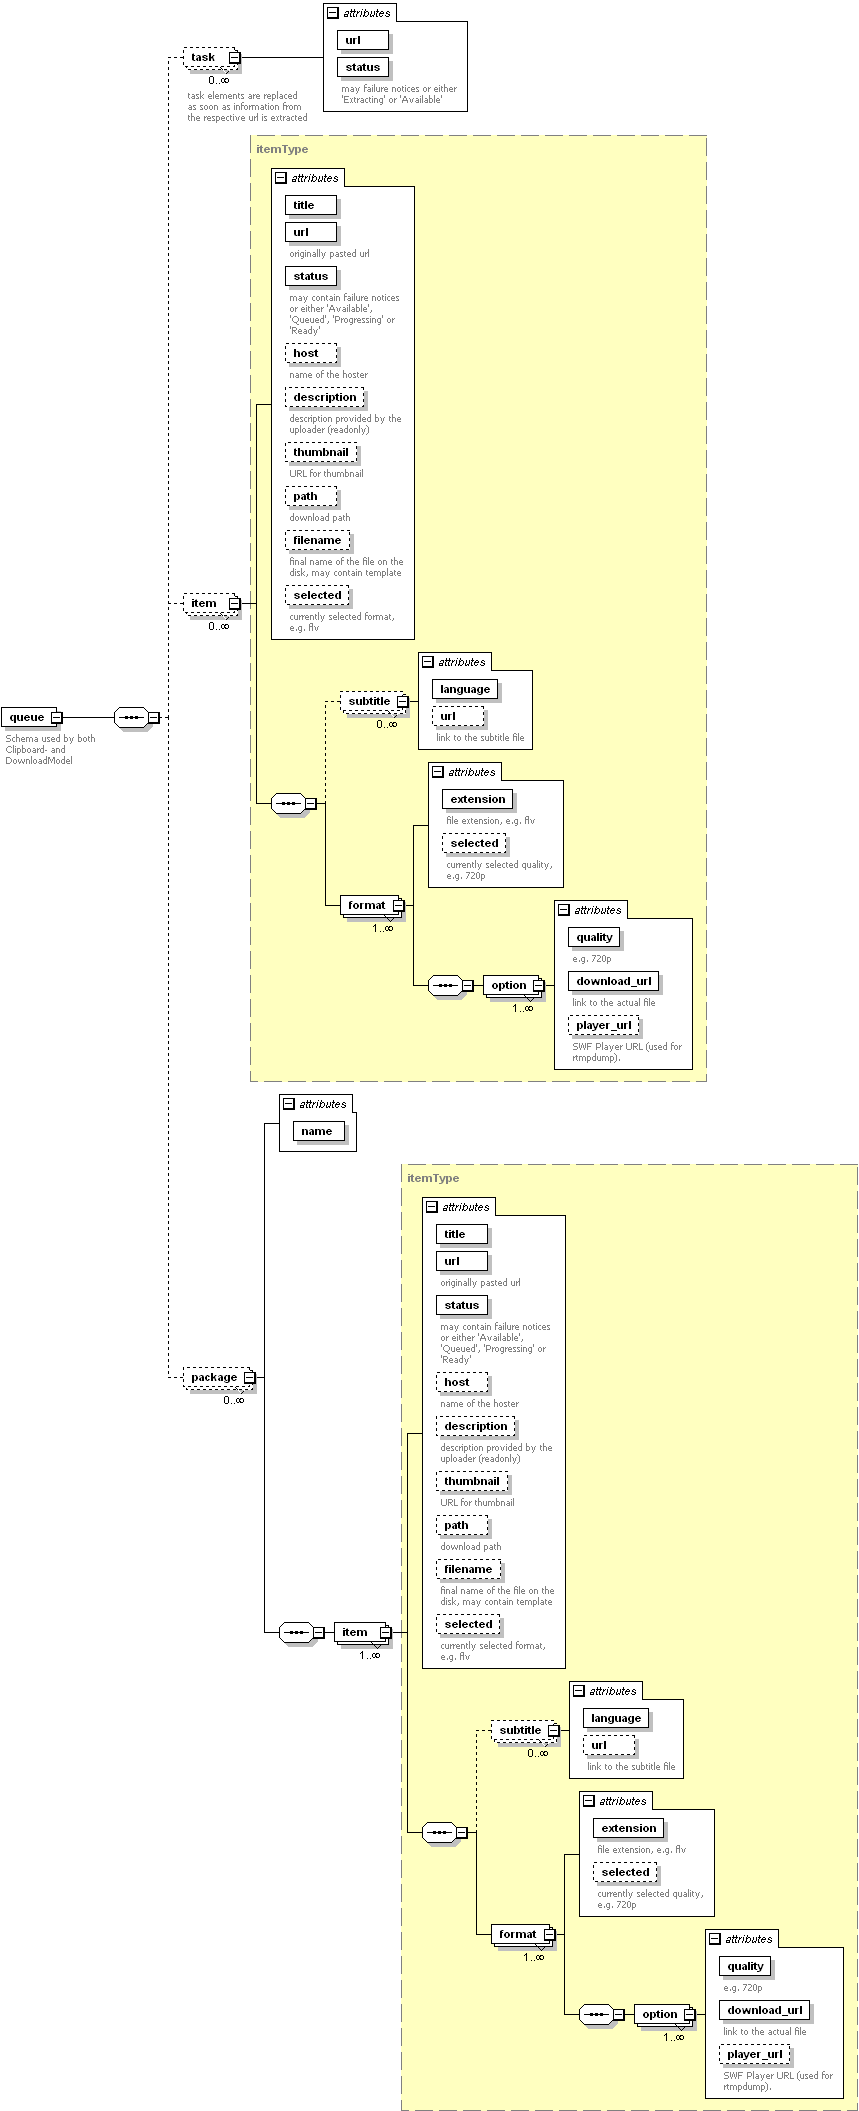 attributes
url
status
may failure notices or either
'Extracting' or 'Available'
task
0..∞
task elements are replaced
as soon as information from
the respective url is extracted
itemType
attributes
title
url
originally pasted url
status
may contain failure notices
or either 'Available',
'Queued', 'Progressing' or
'Ready'
host
name of the hoster
description
description provided by the
uploader (readonly)
thumbnail
URL for thumbnail
path
download path
filename
final name of the file on the
disk, may contain template
selected
currently selected format,
e.g. flv
item
0..∞
attributes
language
url
link to the subtitle file
subtitle
0..∞
queue
Schema used by both
Clipboard- and
DownloadModel
attributes
extension
file extension, e.g. flv
selected
currently selected quality,
e.g. 720p
format
1..∞
attributes
quality
e.g. 720p
download_url
link to the actual file
player_url
SWF Player URL (used for
rtmpdump).
option
1..∞
attributes
name
package
0..∞
itemType
attributes
title
url
originally pasted url
status
may contain failure notices
or either 'Available',
'Queued', 'Progressing' or
'Ready'
host
name of the hoster
description
description provided by the
uploader (readonly)
thumbnail
URL for thumbnail
path
download path
filename
final name of the file on the
disk, may contain template
selected
currently selected format,
e.g. flv
item
1..∞
attributes
language
url
link to the subtitle file
subtitle
0..∞
attributes
extension
file extension, e.g. flv
selected
currently selected quality,
e.g. 720p
format
1..∞
attributes
quality
e.g. 720p
download_url
link to the actual file
player_url
SWF Player URL (used for
rtmpdump).
option
1..∞